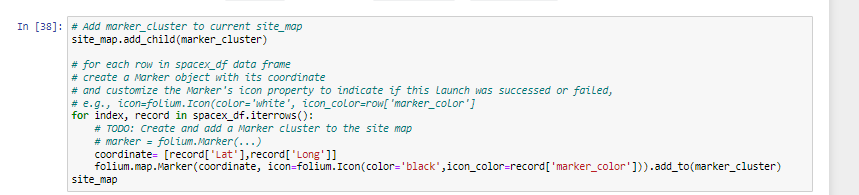 In [38]: # Add marker_cluster to current site_map
site_map.add_child(marker_cluster)
# for each row in spacex_df data frame
# create a Marker object with its coordinate
# and customize the Marker's icon property to indicate if this launch was successed or failed,
# e.g., icon=folium.Icon(color='white', icon_color=row['marker_color']
for index, record in spacex_df.iterrows():
    # TODO: Create and add a Marker cluster to the site map
    # marker = folium.Marker(...)
    coordinate= [record['Lat'],record['Long']]
    folium.map.Marker(coordinate, icon=folium.Icon(color='black',icon_color=record['marker_color'])).add_to(marker_cluster)
site_map